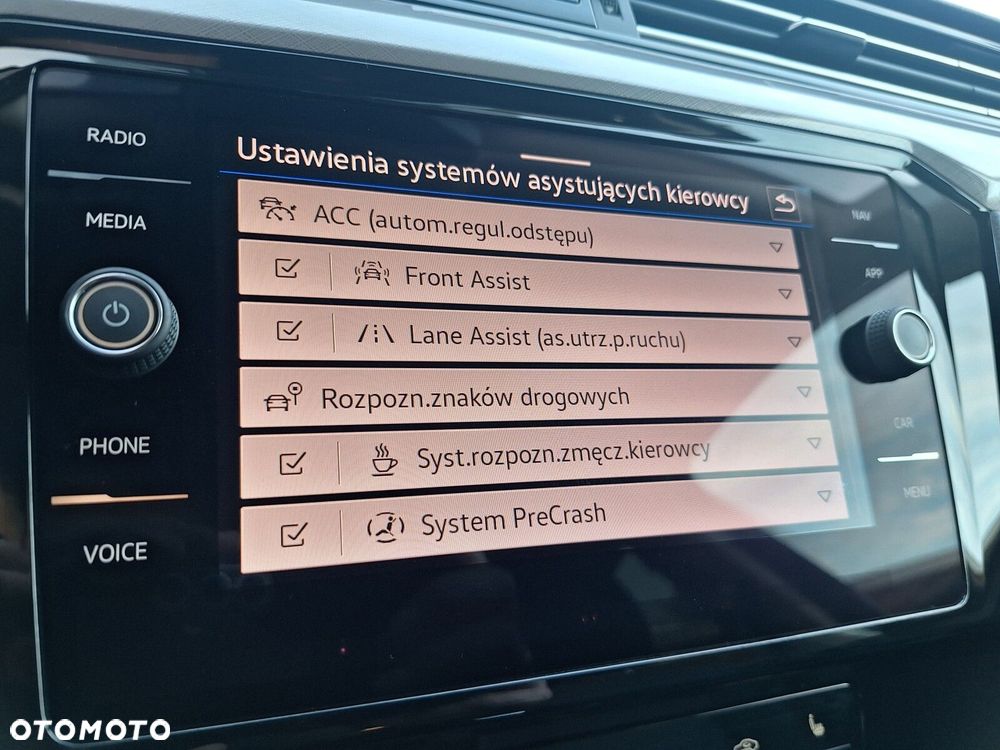 RADIO
MEDIA
PHONE
VOICE
Ustawienia systemów asystujących kierowcy
ACC (autom.regul.odstępu)
Front Assist
Lane Assist (as.utrz.p.ruchu)
Rozpozn.znaków drogowych
Syst.rozpozn.zmęcz.kierowcy
System PreCrash
NAV
APP
CAR
MENU
OTOMOTO